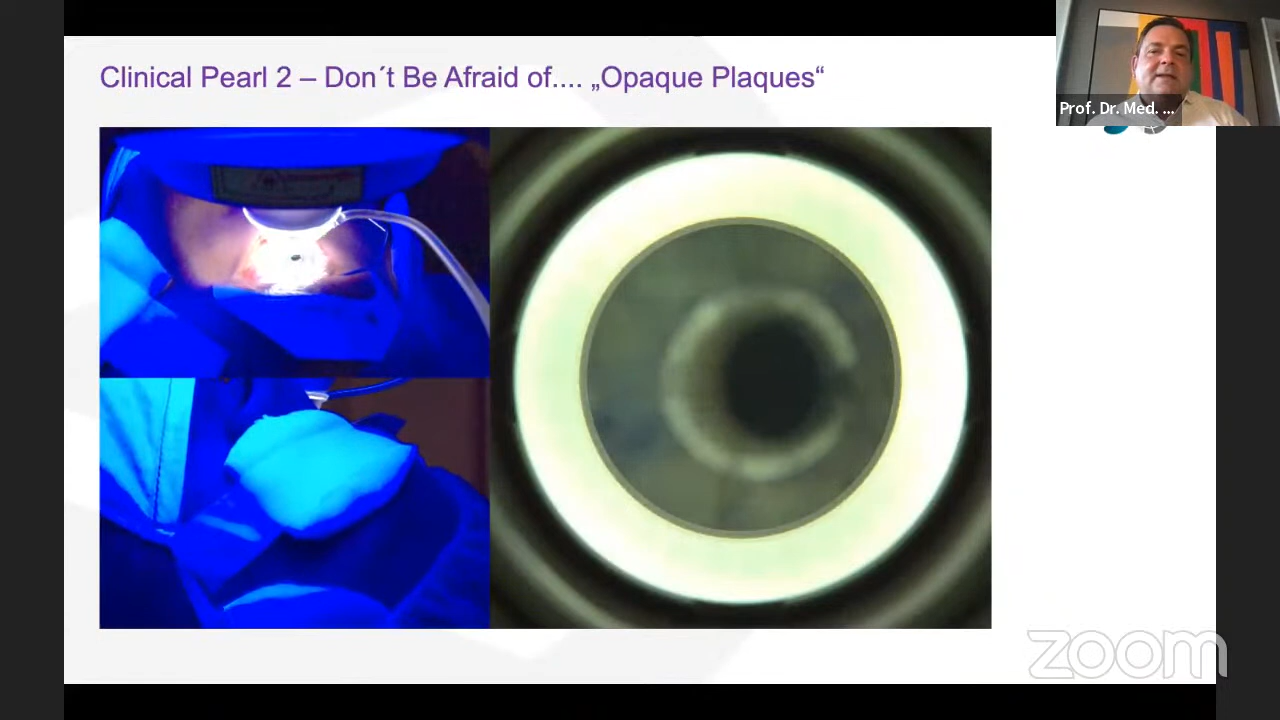 Clinical Pearl 2 – Don´t Be Afraid of.... „Opaque Plaques“
Prof. Dr. Med. ...
zoom